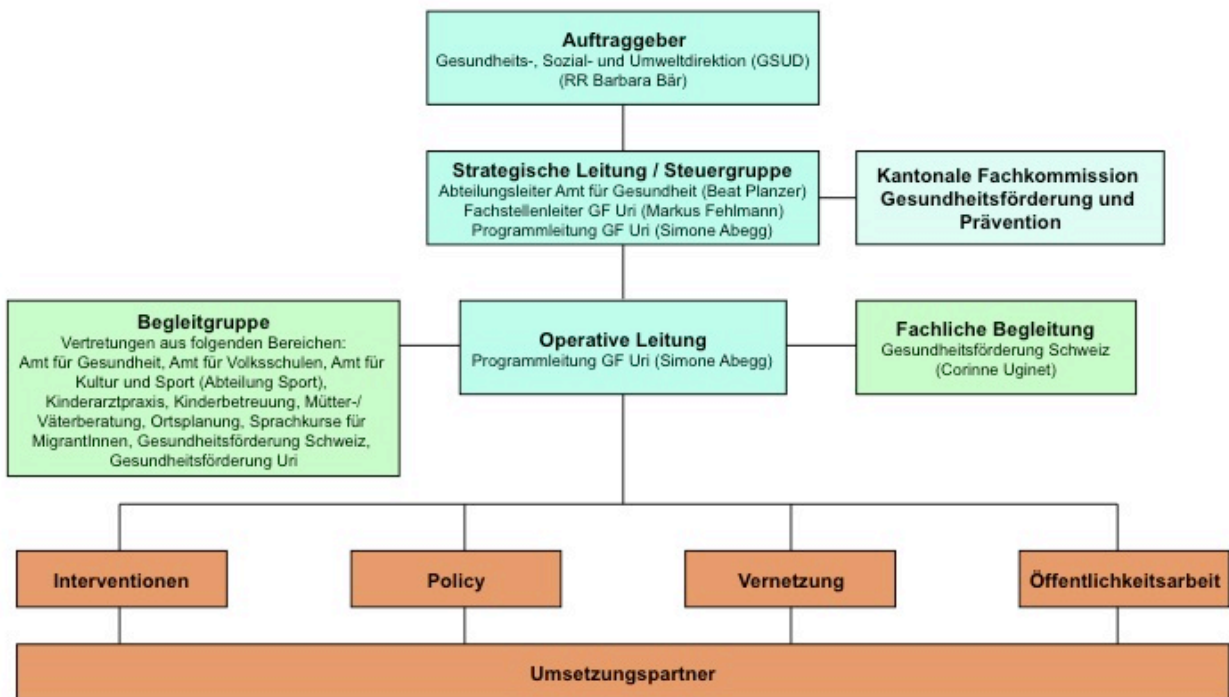 Auftraggeber
Gesundheits-, Sozial- und Umweltdirektion (GSUD)
(RR Barbara Bär)
Strategische Leitung / Steuergruppe
Abteilungsleiter Amt für Gesundheit (Beat Planzer)
Fachstellenleiter GF Uri (Markus Fehlmann)
Programmleitung GF Uri (Simone Abegg)
Kantonale Fachkommission
Gesundheitsförderung und
Prävention
Begleitgruppe
Vertretungen aus folgenden Bereichen:
Amt für Gesundheit, Amt für Volksschulen, Amt für
Kultur und Sport (Abteilung Sport),
Kinderarztpraxis, Kinderbetreuung, Mütter-/
Väterberatung, Ortsplanung, Sprachkurse für
MigrantInnen, Gesundheitsförderung Schweiz,
Gesundheitsförderung Uri
Operative Leitung
Programmleitung GF Uri (Simone Abegg)
Fachliche Begleitung
Gesundheitsförderung Schweiz
(Corinne Uginet)
Interventionen
Policy
Vernetzung
Öffentlichkeitsarbeit
Umsetzungspartner